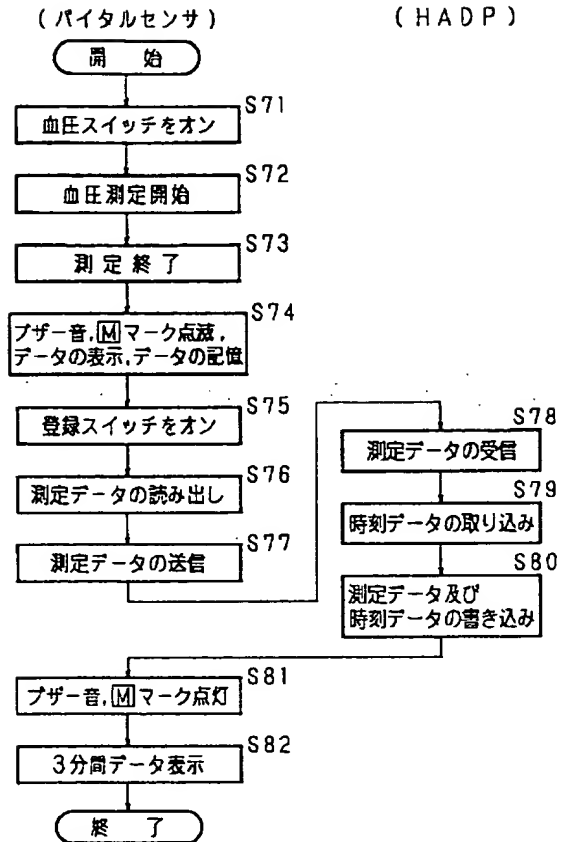 (バイタルセンサ)
(HADP)
開 始
S71
血圧スイッチをオン
S72
血圧測定開始
S73
測定終了
S74
ブザー音,Mマーク点滅,
データの表示,データの記憶
S75
登録スイッチをオン
S76
測定データの読み出し
S77
測定データの送信
S78
測定データの受信
S79
時刻データの取り込み
S80
測定データ及び
時刻データの書き込み
S81
ブザー音,Mマーク点灯
S82
3分間データ表示
終 了